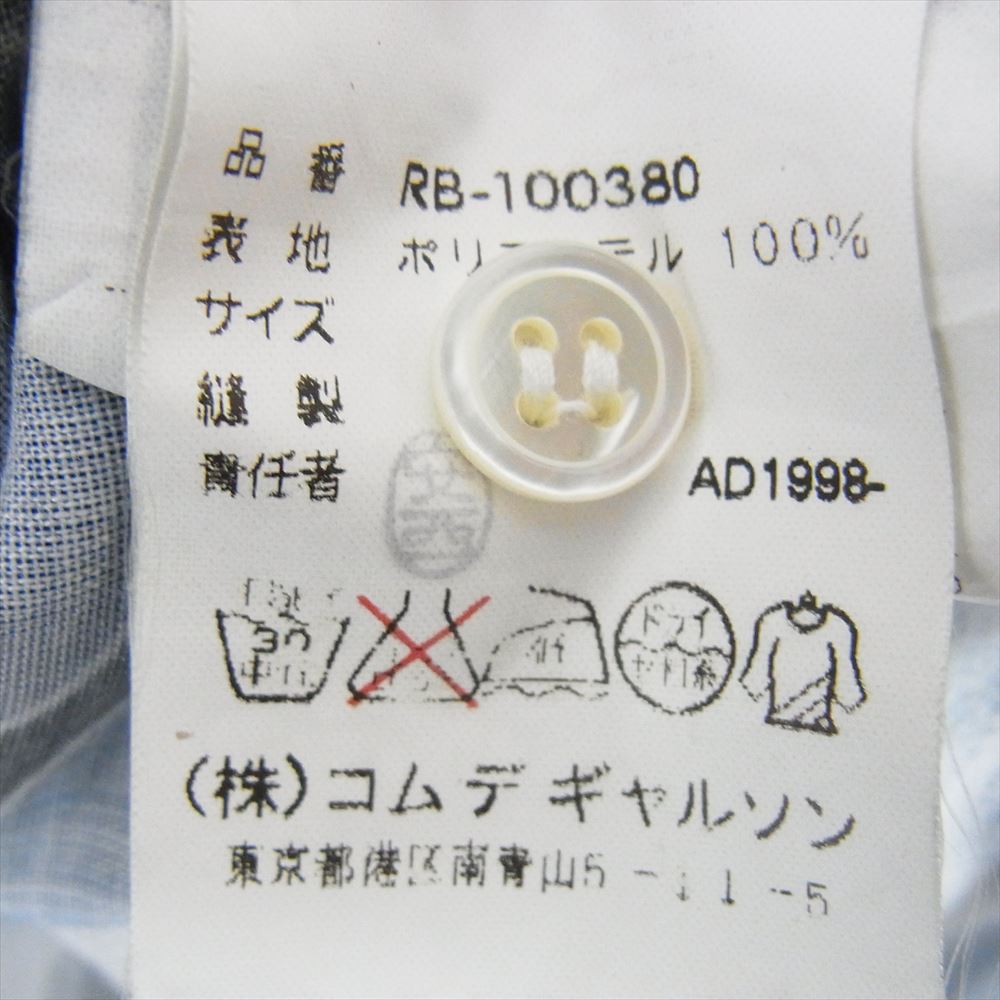 品番 RB-100380
表地 ポリ テル 100%
サイズ
縫製
責任者 AD1998-
30
ドライ
(株)コムデギャルソン
東京都港区南青山5-11-5